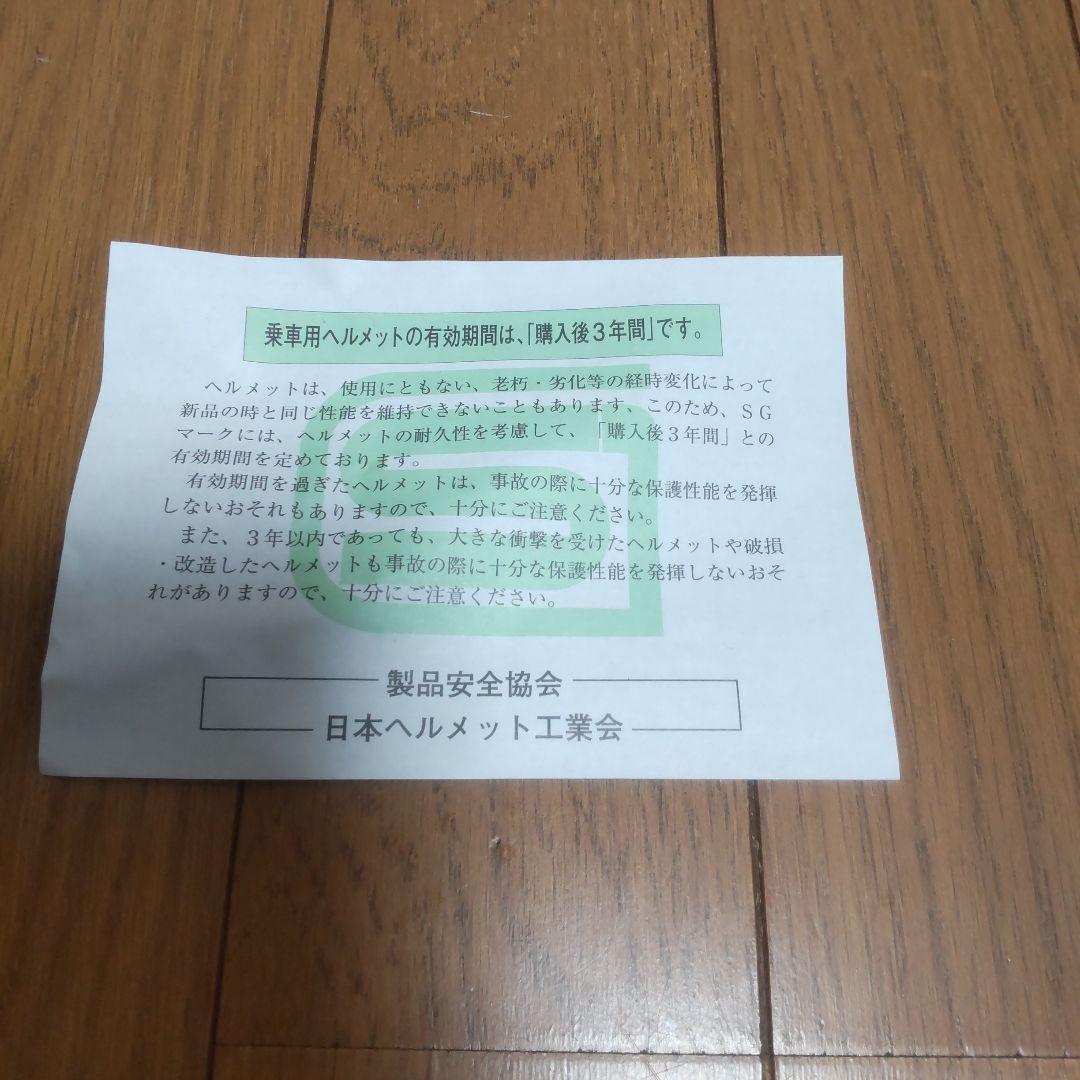 乗車用ヘルメットの有効期間は、「購入後3年間」です。
ヘルメットは、使用にともない、老朽・劣化等の経時変化によって
新品の時と同じ性能を維持できないこともあります、このため、ＳＧ
マークには、ヘルメットの耐久性を考慮して、「購入後３年間」との
有効期間を定めております。
有効期間を過ぎたヘルメットは、事故の際に十分な保護性能を発揮
しないおそれもありますので、十分にご注意ください。
また、３年以内であっても、大きな衝撃を受けたヘルメットや破損
・改造したヘルメットも事故の際に十分な保護性能を発揮しないおそ
れがありますので、十分にご注意ください。
製品安全協会
日本ヘルメット工業会